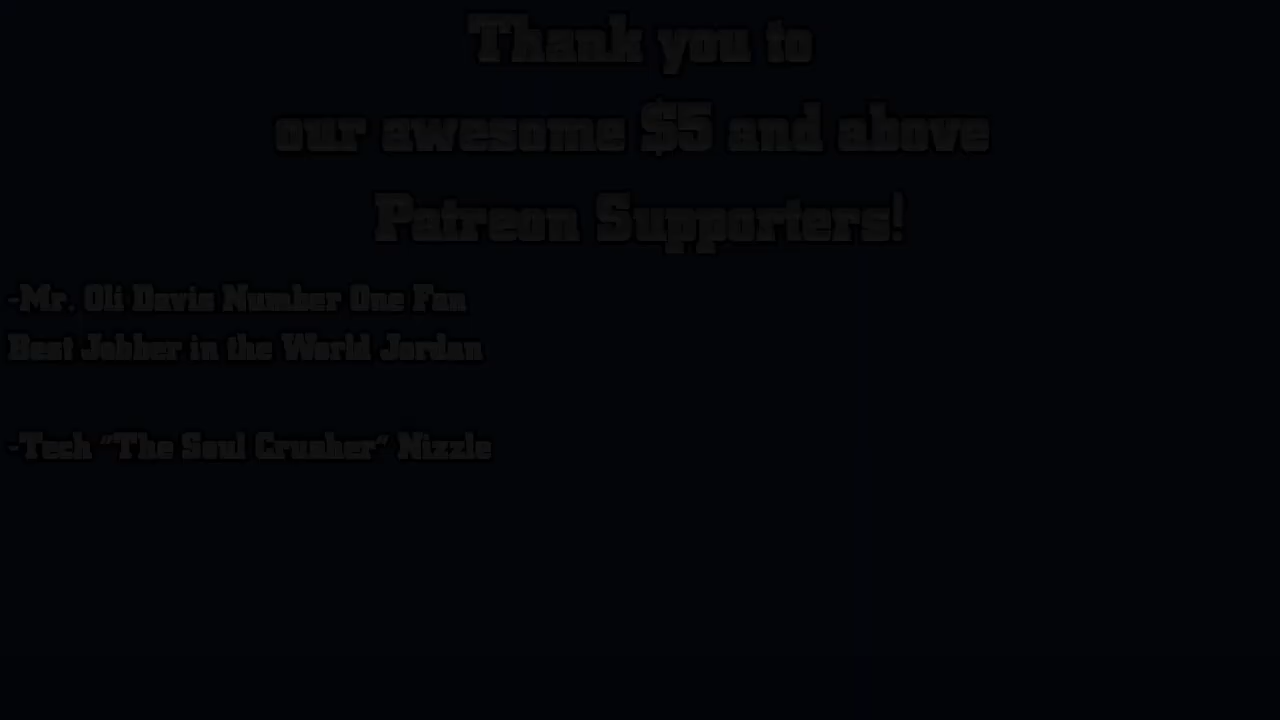 Thank you to
our awesome $5 and above
Patreon Supporters!
-Mr. Oli Davis Number One Fan
Best Jobber in the World Jordan
-Tech "The Soul Crusher" Nizzle